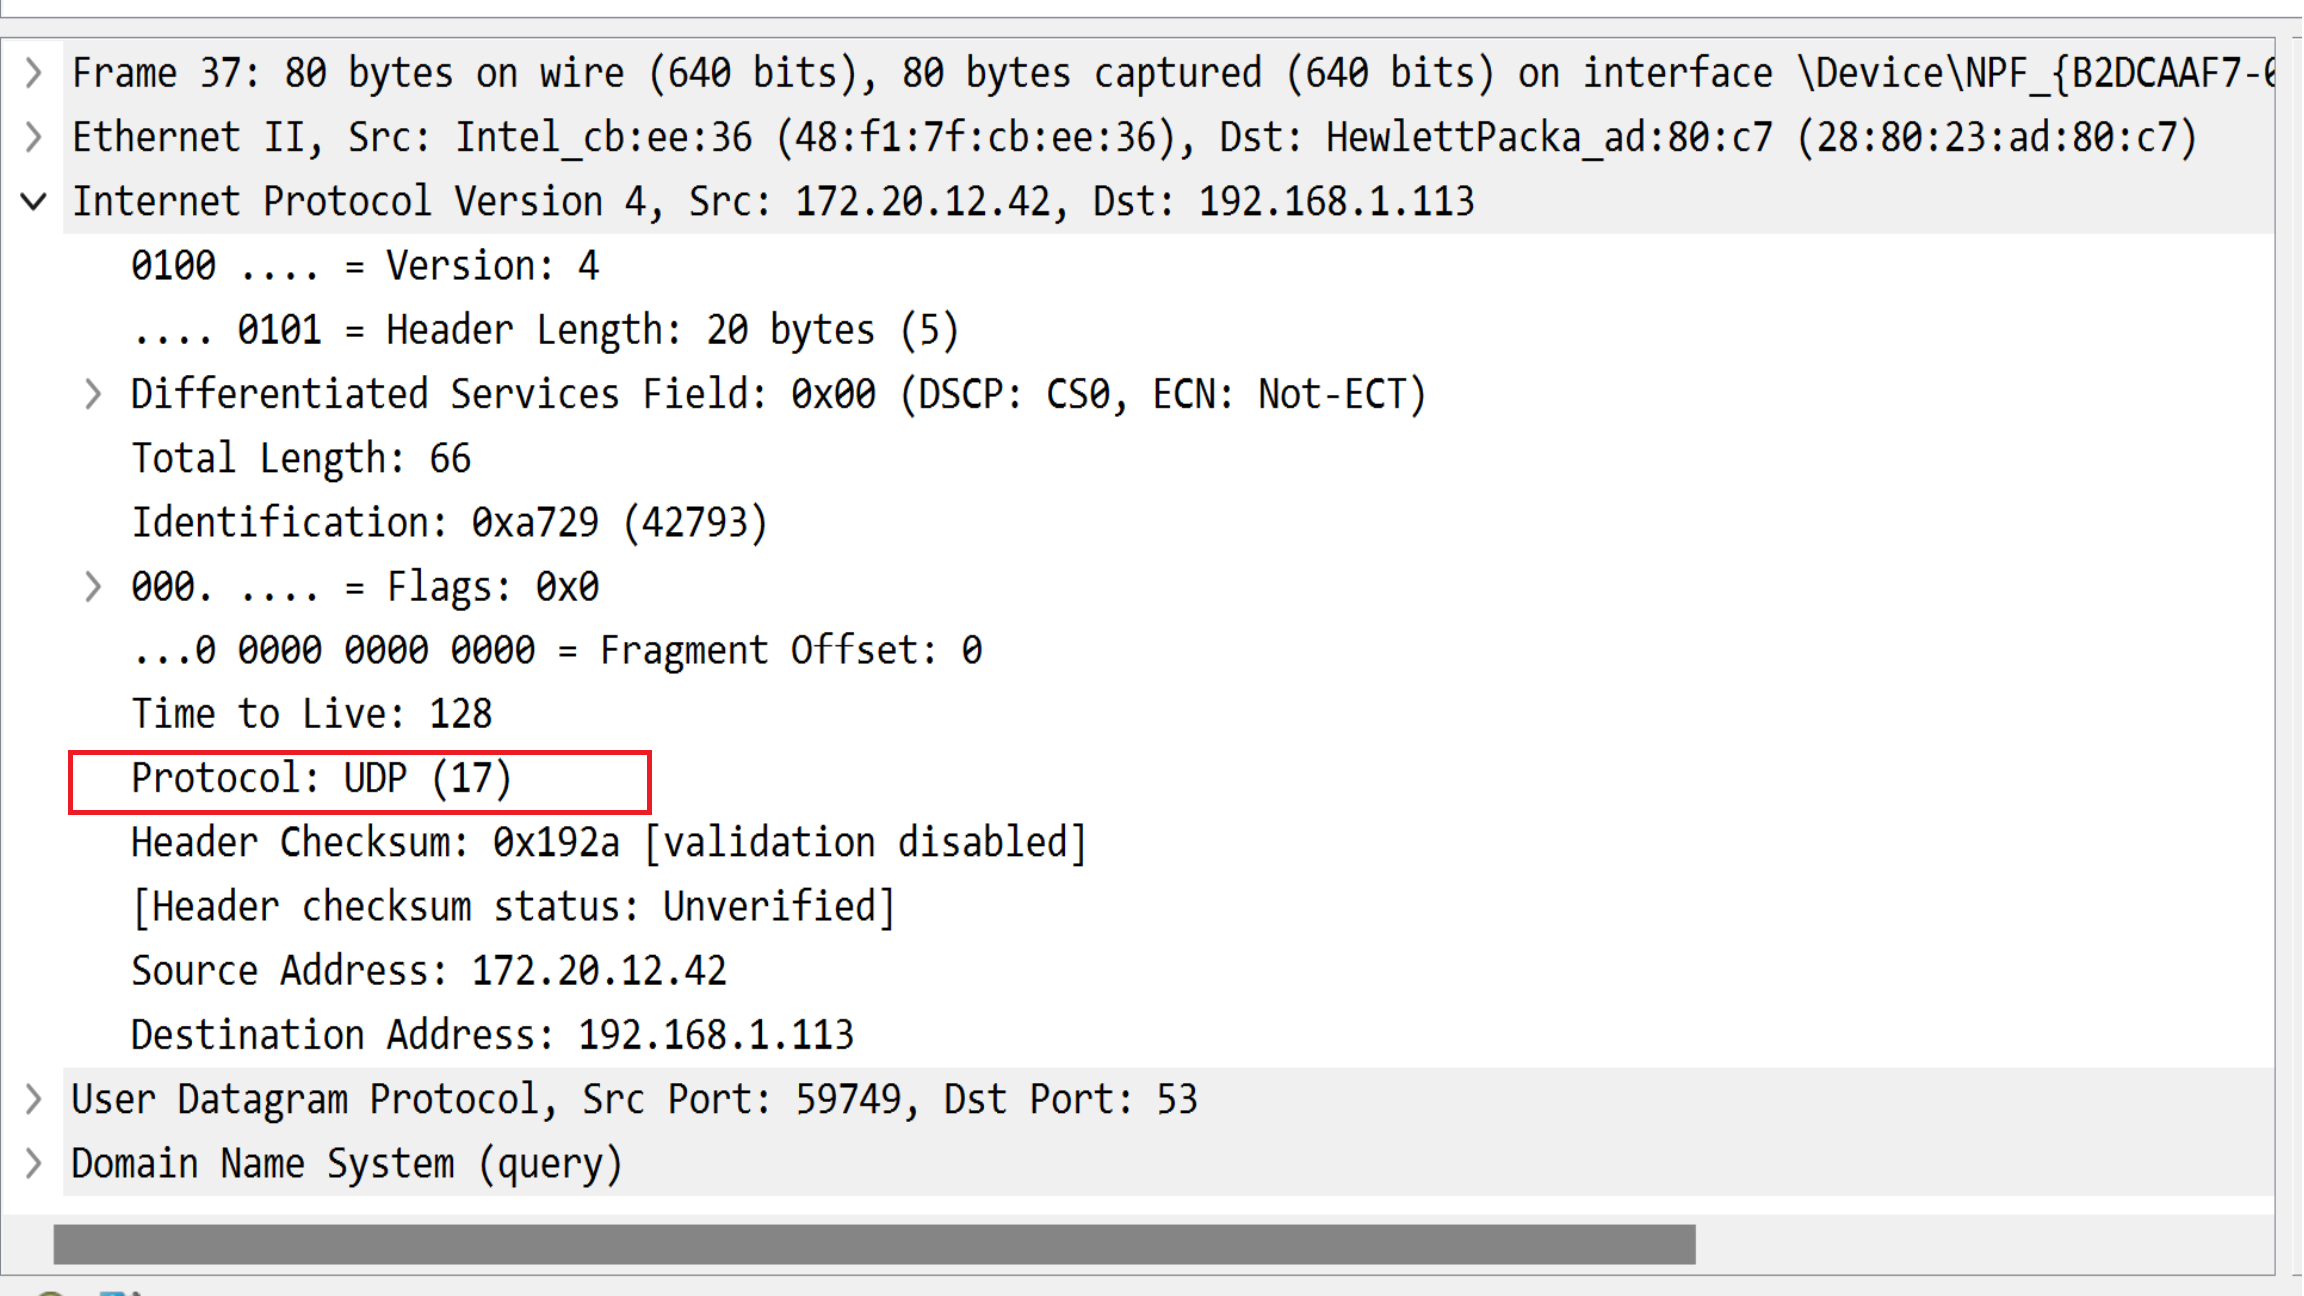 Frame 37: 80 bytes on wire (640 bits), 80 bytes captured (640 bits) on interface \Device\NPF_{B2DCAAF7-0
Ethernet II, Src: Intel_cb:ee:36 (48:f1:7f:cb:ee:36), Dst: HewlettPacka_ad:80:c7 (28:80:23:ad:80:c7)
Internet Protocol Version 4, Src: 172.20.12.42, Dst: 192.168.1.113
0100 .... = Version: 4
.... 0101 = Header Length: 20 bytes (5)
Differentiated Services Field: 0x00 (DSCP: CS0, ECN: Not-ECT)
Total Length: 66
Identification: 0xa729 (42793)
000. .... = Flags: 0x0
...0 0000 0000 0000 = Fragment Offset: 0
Time to Live: 128
Protocol: UDP (17)
Header Checksum: 0x192a [validation disabled]
[Header checksum status: Unverified]
Source Address: 172.20.12.42
Destination Address: 192.168.1.113
User Datagram Protocol, Src Port: 59749, Dst Port: 53
Domain Name System (query)